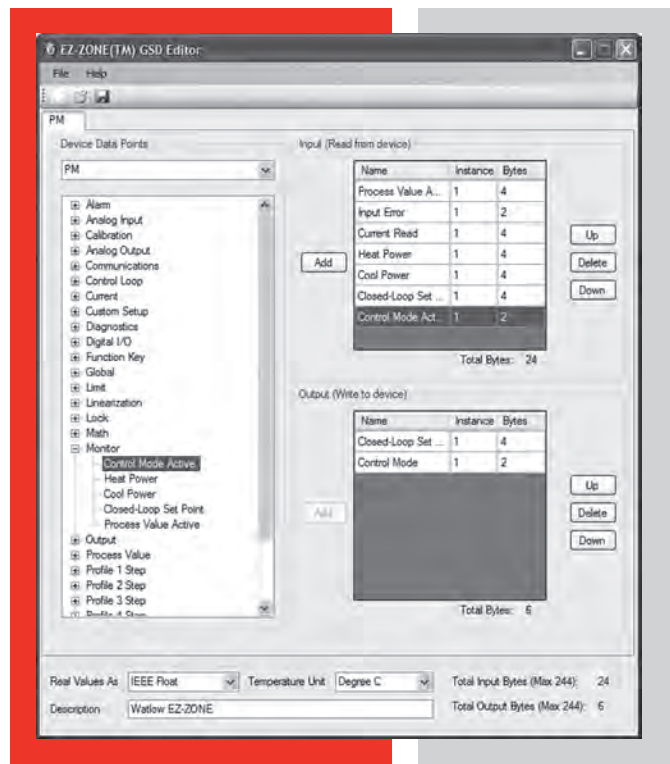 EZ-ZONE(TM) GSD Editor
File Help
PM
Device Data Points
PM
Alarm
Analog Input
Calibration
Analog Output
Communications
Control Loop
Current
Custom Setup
Diagnostics
Digital I/O
Function Key
Global
Limit
Linearization
Lock
Math
Monitor
Control Mode Active
Heat Power
Cool Power
Closed-Loop Set Point
Process Value Active
Output
Process Value
Profile 1 Step
Profile 2 Step
Profile 3 Step
Profile 4 Step
Input (Read from device)
Add
Name Instance Bytes
Process Value A... 1 4
Input Error 1 2
Current Read 1 4
Heat Power 1 4
Cool Power 1 4
Closed-Loop Set ... 1 4
Control Mode Act... 1 2
Up
Delete
Down
Total Bytes: 24
Output (Write to device)
Add
Name Instance Bytes
Closed-Loop Set ... 1 4
Control Mode 1 2
Up
Delete
Down
Total Bytes: 6
Real Values As IEEE Float Temperature Unit Degree C Total Input Bytes (Max 244): 24
Description Watlow EZ-ZONE Total Output Bytes (Max 244): 6